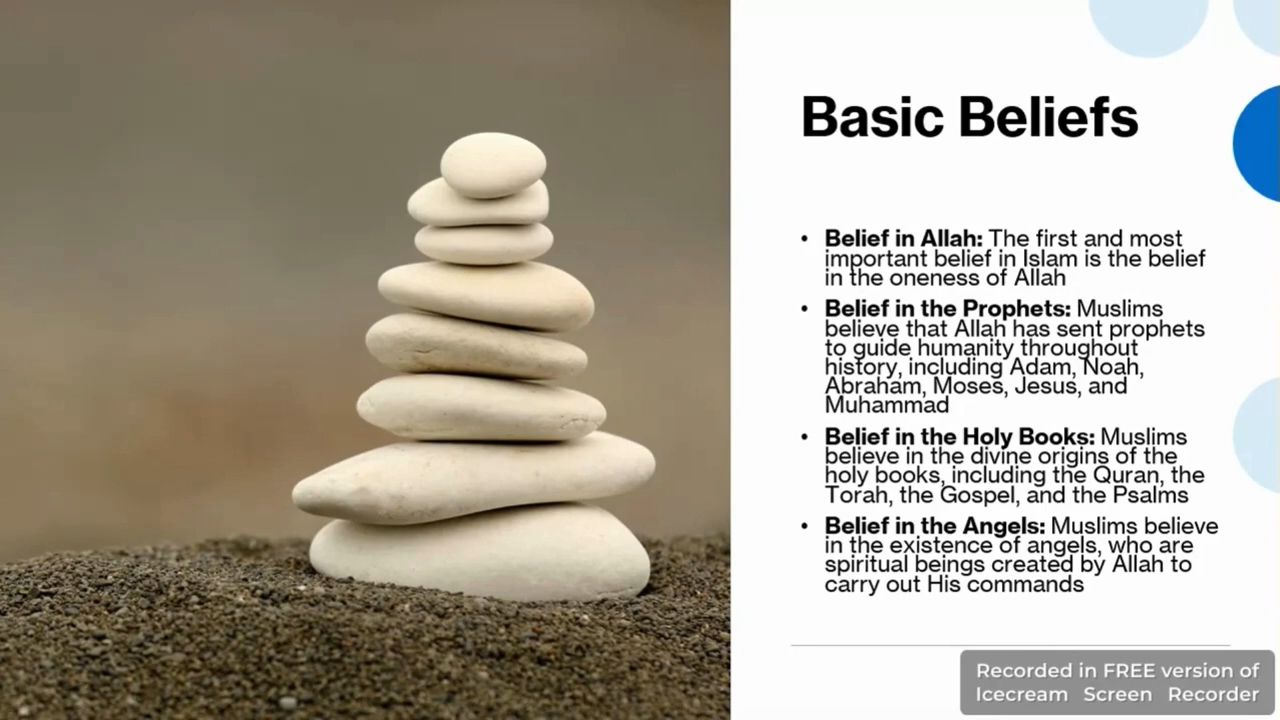 Basic Beliefs
• Belief in Allah: The first and most
important belief in Islam is the belief
in the oneness of Allah
• Belief in the Prophets: Muslims
believe that Allah has sent prophets
to guide humanity throughout
history, including Adam, Noah,
Abraham, Moses, Jesus, and
Muhammad
• Belief in the Holy Books: Muslims
believe in the divine origins of the
holy books, including the Quran, the
Torah, the Gospel, and the Psalms
• Belief in the Angels: Muslims believe
in the existence of angels, who are
spiritual beings created by Allah to
carry out His commands
Recorded in FREE version of
Icecream Screen Recorder